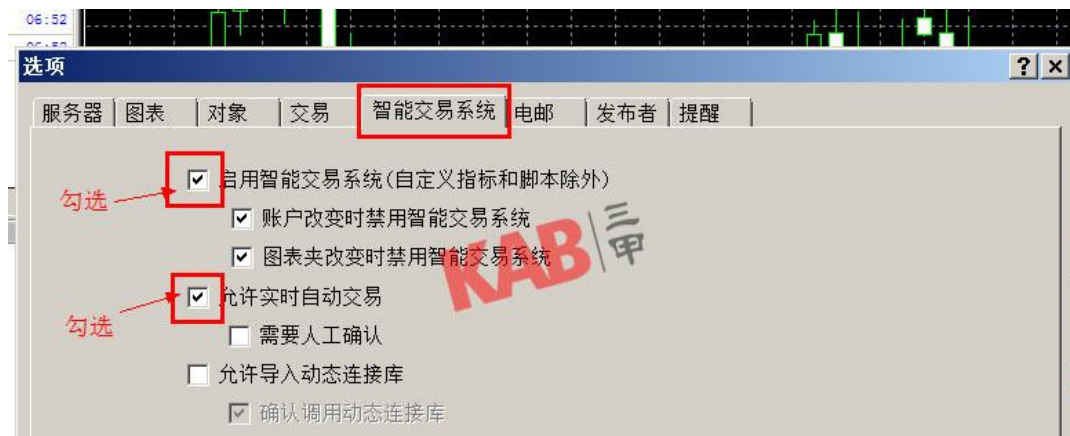 06:52
选项
服务器 图表 对象 交易 智能交易系统 电邮 发布者 提醒
启用智能交易系统(自定义指标和脚本除外)
勾选
账户改变时禁用智能交易系统
图表夹改变时禁用智能交易系统
KAB 三甲
允许实时自动交易
勾选
需要人工确认
允许导入动态连接库
确认调用动态连接库